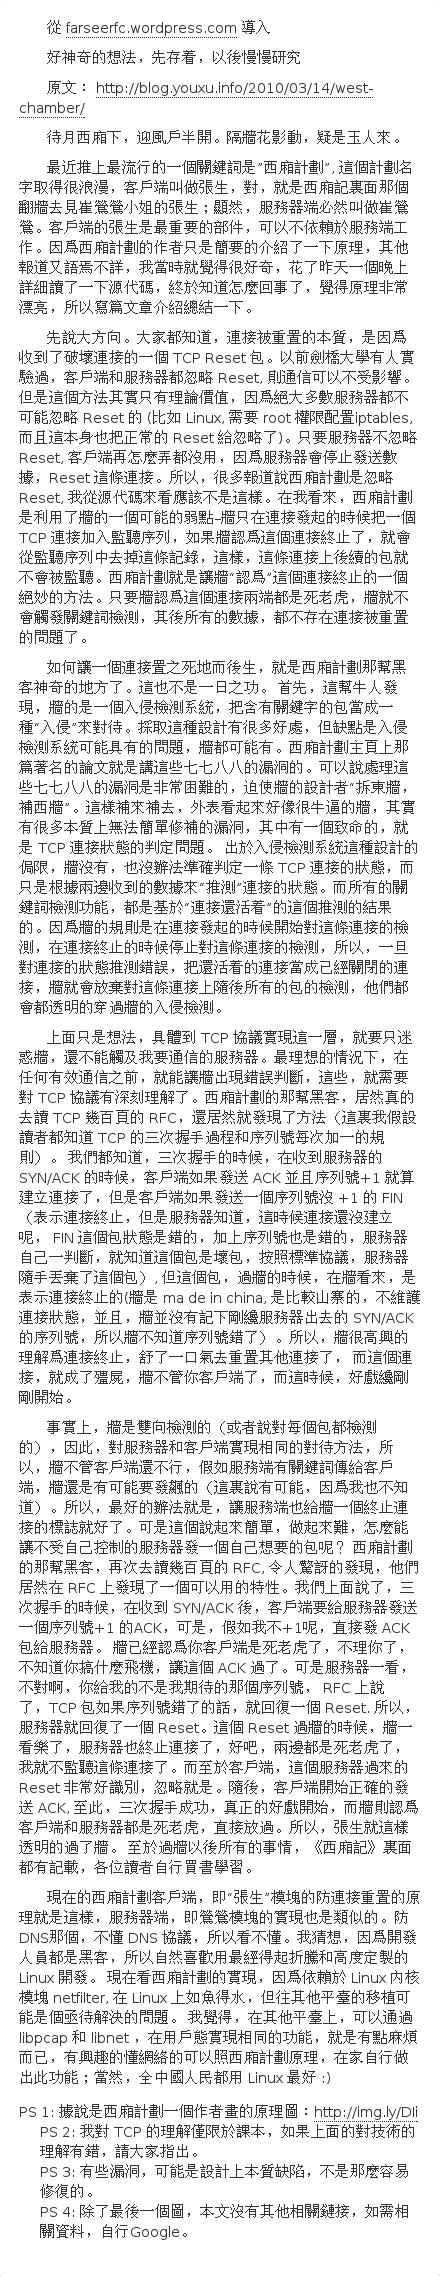 從 farseerfc.wordpress.com 導入
好神奇的想法，先存着，以後慢慢研究
原文： http://blog.youxu.info/2010/03/14/west-
chamber/
待月西廂下，迎風戶半開。隔牆花影動，疑是玉人來。
最近推上最流行的一個關鍵詞是”西廂計劃”, 這個計劃名
字取得很浪漫，客戶端叫做張生，對，就是西廂記裏面那個
翻牆去見崔鶯鶯小姐的張生；顯然，服務器端必然叫做崔鶯
鶯。客戶端的張生是最重要的部件，可以不依賴於服務端工
作。因爲西廂計劃的作者只是簡要的介紹了一下原理，其他
報道又語焉不詳，我當時就覺得很好奇，花了昨天一個晚上
詳細讀了一下源代碼，終於知道怎麼回事了，覺得原理非常
漂亮，所以寫篇文章介紹總結一下。
先說大方向。大家都知道，連接被重置的本質，是因爲
收到了破壞連接的一個 TCP Reset 包。以前劍橋大學有人實
驗過，客戶端和服務器都忽略 Reset, 則通信可以不受影響。
但是這個方法其實只有理論價值，因爲絕大多數服務器都不
可能忽略 Reset 的 (比如 Linux, 需要 root 權限配置iptables,
而且這本身也把正常的 Reset 給忽略了)。只要服務器不忽略
Reset, 客戶端再怎麼弄都沒用，因爲服務器會停止發送數
據，Reset 這條連接。所以，很多報道說西廂計劃是忽略
Reset, 我從源代碼來看應該不是這樣。在我看來，西廂計劃
是利用了牆的一個可能的弱點–牆只在連接發起的時候把一個
TCP 連接加入監聽序列，如果牆認爲這個連接終止了，就會
從監聽序列中去掉這條記錄，這樣，這條連接上後續的包就
不會被監聽。西廂計劃就是讓牆“認爲”這個連接終止的一個
絕妙的方法。只要牆認爲這個連接兩端都是死老虎，牆就不
會觸發關鍵詞檢測，其後所有的數據，都不存在連接被重置
的問題了。
如何讓一個連接置之死地而後生，就是西廂計劃那幫黑
客神奇的地方了。這也不是一日之功。 首先，這幫牛人發
現，牆的是一個入侵檢測系統，把含有關鍵字的包當成一
種“入侵”來對待。採取這種設計有很多好處，但缺點是入侵
檢測系統可能具有的問題，牆都可能有。西廂計劃主頁上那
篇著名的論文就是講這些七七八八的漏洞的。可以說處理這
些七七八八的漏洞是非常困難的，迫使牆的設計者“拆東牆，
補西牆”。這樣補來補去，外表看起來好像很牛逼的牆，其實
有很多本質上無法簡單修補的漏洞，其中有一個致命的，就
是 TCP 連接狀態的判定問題。 出於入侵檢測系統這種設計的
侷限，牆沒有，也沒辦法準確判定一條 TCP 連接的狀態，而
只是根據兩邊收到的數據來“推測”連接的狀態。而所有的關
鍵詞檢測功能，都是基於“連接還活着”的這個推測的結果
的。因爲牆的規則是在連接發起的時候開始對這條連接的檢
測，在連接終止的時候停止對這條連接的檢測，所以，一旦
對連接的狀態推測錯誤，把還活着的連接當成已經關閉的連
接，牆就會放棄對這條連接上隨後所有的包的檢測，他們都
會都透明的穿過牆的入侵檢測。
上面只是想法，具體到 TCP 協議實現這一層，就要只迷
惑牆，還不能觸及我要通信的服務器。最理想的情況下，在
任何有效通信之前，就能讓牆出現錯誤判斷，這些，就需要
對 TCP 協議有深刻理解了。西廂計劃的那幫黑客，居然真的
去讀 TCP 幾百頁的 RFC，還居然就發現了方法（這裏我假設
讀者都知道 TCP 的三次握手過程和序列號每次加一的規
則）。 我們都知道，三次握手的時候，在收到服務器的
SYN/ACK 的時候，客戶端如果發送 ACK 並且序列號+1 就算
建立連接了，但是客戶端如果發送一個序列號沒 +1 的 FIN
（表示連接終止，但是服務器知道，這時候連接還沒建立
呢， FIN 這個包狀態是錯的，加上序列號也是錯的，服務器
自己一判斷，就知道這個包是壞包，按照標準協議，服務器
隨手丟棄了這個包）, 但這個包，過牆的時候，在牆看來，是
表示連接終止的(牆是 ma de in china, 是比較山寨的，不維護
連接狀態，並且，牆並沒有記下剛纔服務器出去的 SYN/ACK
的序列號，所以牆不知道序列號錯了）。所以，牆很高興的
理解爲連接終止，舒了一口氣去重置其他連接了， 而這個連
接，就成了殭屍，牆不管你客戶端了，而這時候，好戲纔剛
剛開始。
事實上，牆是雙向檢測的（或者說對每個包都檢測
的），因此，對服務器和客戶端實現相同的對待方法，所
以，牆不管客戶端還不行，假如服務端有關鍵詞傳給客戶
端，牆還是有可能要發飆的（這裏說有可能，因爲我也不知
道）。所以，最好的辦法就是，讓服務端也給牆一個終止連
接的標誌就好了。可是這個說起來簡單，做起來難，怎麼能
讓不受自己控制的服務器發一個自己想要的包呢？ 西廂計劃
的那幫黑客，再次去讀幾百頁的 RFC, 令人驚訝的發現，他們
居然在 RFC 上發現了一個可以用的特性。我們上面說了，三
次握手的時候，在收到 SYN/ACK 後，客戶端要給服務器發送
一個序列號+1 的ACK，可是，假如我不+1呢，直接發 ACK
包給服務器。 牆已經認爲你客戶端是死老虎了，不理你了，
不知道你搞什麼飛機，讓這個 ACK 過了。可是服務器一看，
不對啊，你給我的不是我期待的那個序列號， RFC 上說
了，TCP 包如果序列號錯了的話，就回復一個 Reset. 所以，
服務器就回復了一個 Reset。這個 Reset 過牆的時候，牆一
看樂了，服務器也終止連接了，好吧，兩邊都是死老虎了，
我就不監聽這條連接了。而至於客戶端，這個服務器過來的
Reset 非常好識別，忽略就是。隨後，客戶端開始正確的發
送 ACK, 至此，三次握手成功，真正的好戲開始，而牆則認爲
客戶端和服務器都是死老虎，直接放過。所以，張生就這樣
透明的過了牆。 至於過牆以後所有的事情，《西廂記》裏面
都有記載，各位讀者自行買書學習。
現在的西廂計劃客戶端，即“張生”模塊的防連接重置的原
理就是這樣，服務器端，即鶯鶯模塊的實現也是類似的。防
DNS那個，不懂 DNS 協議，所以看不懂。我猜想，因爲開發
人員都是黑客，所以自然喜歡用最經得起折騰和高度定製的
Linux 開發。 現在看西廂計劃的實現，因爲依賴於 Linux 內核
模塊 netfilter, 在 Linux 上如魚得水，但往其他平臺的移植可
能是個亟待解決的問題。 我覺得，在其他平臺上，可以通過
libpcap 和 libnet ，在用戶態實現相同的功能，就是有點麻煩
而已，有興趣的懂網絡的可以照西廂計劃原理，在家自行做
出此功能；當然，全中國人民都用 Linux 最好 :)
PS 1: 據說是西廂計劃一個作者畫的原理圖：http://img.ly/DIi
PS 2: 我對 TCP 的理解僅限於課本，如果上面的對技術的
理解有錯，請大家指出。
PS 3: 有些漏洞，可能是設計上本質缺陷，不是那麼容易
修復的。
PS 4: 除了最後一個圖，本文沒有其他相關鏈接，如需相
關資料，自行Google。